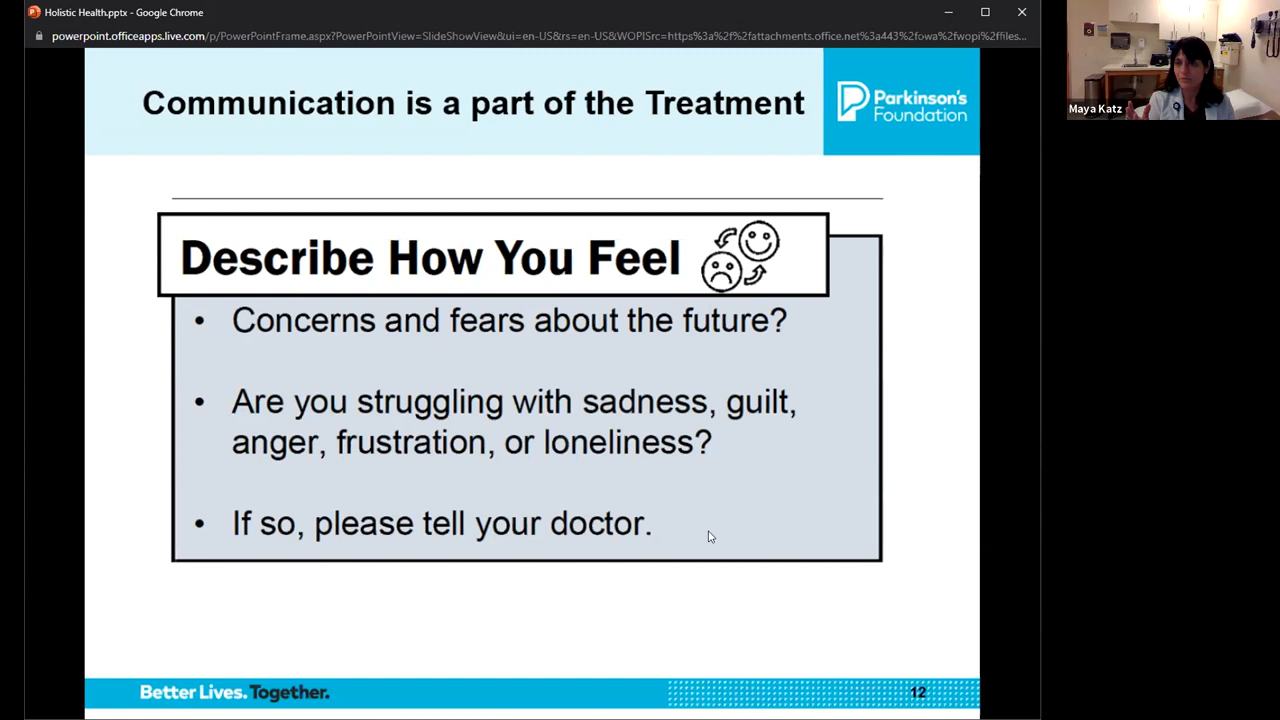 Holistic Health.pptx - Google Chrome
powerpoint.officeapps.live.com/p/PowerPointFrame.aspx?PowerPointView=SlideShowView&ui=en-US&rs=en-US&WOPISrc=https%3a%2f%2fattachments.office.net%3a443%2fowa%2fwopi%2ffiles...
Communication is a part of the Treatment
Parkinson's
Foundation
Maya Katz
Describe How You Feel
• Concerns and fears about the future?
• Are you struggling with sadness, guilt,
anger, frustration, or loneliness?
• If so, please tell your doctor.
Better Lives. Together.
12